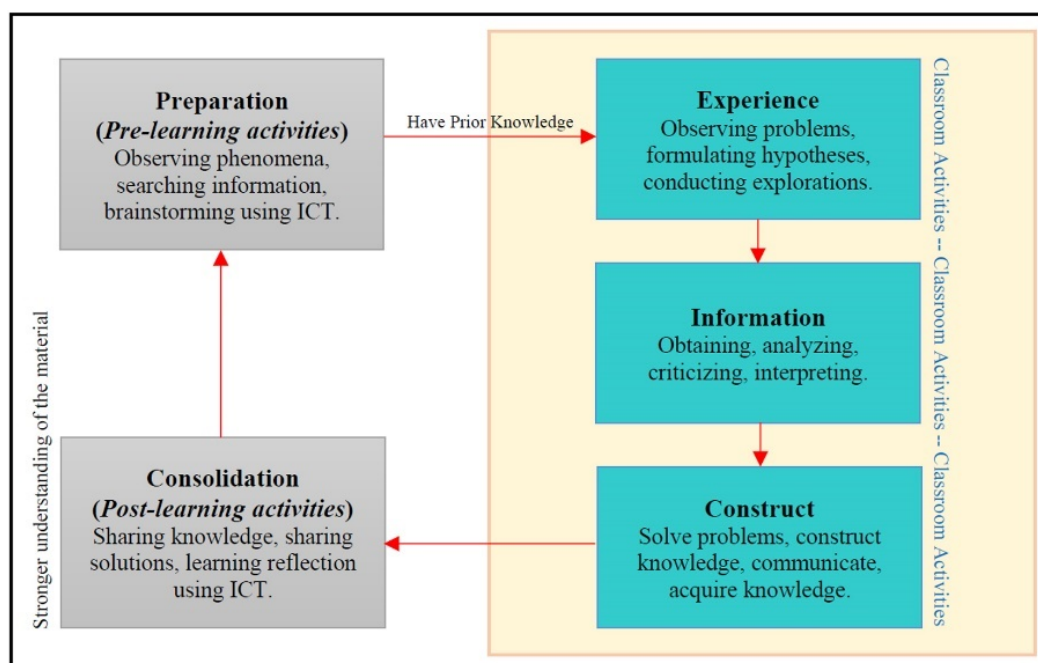 Preparation
(Pre-learning activities)
Observing phenomena,
searching information,
brainstorming using ICT.
Have Prior Knowledge
Experience
Observing problems,
formulating hypotheses,
conducting explorations.
Information
Obtaining, analyzing,
criticizing, interpreting.
Construct
Solve problems, construct
knowledge, communicate,
acquire knowledge.
Classroom Activities -- Classroom Activities -- Classroom Activities
Consolidation
(Post-learning activities)
Sharing knowledge, sharing
solutions, learning reflection
using ICT.
Stronger understanding of the material